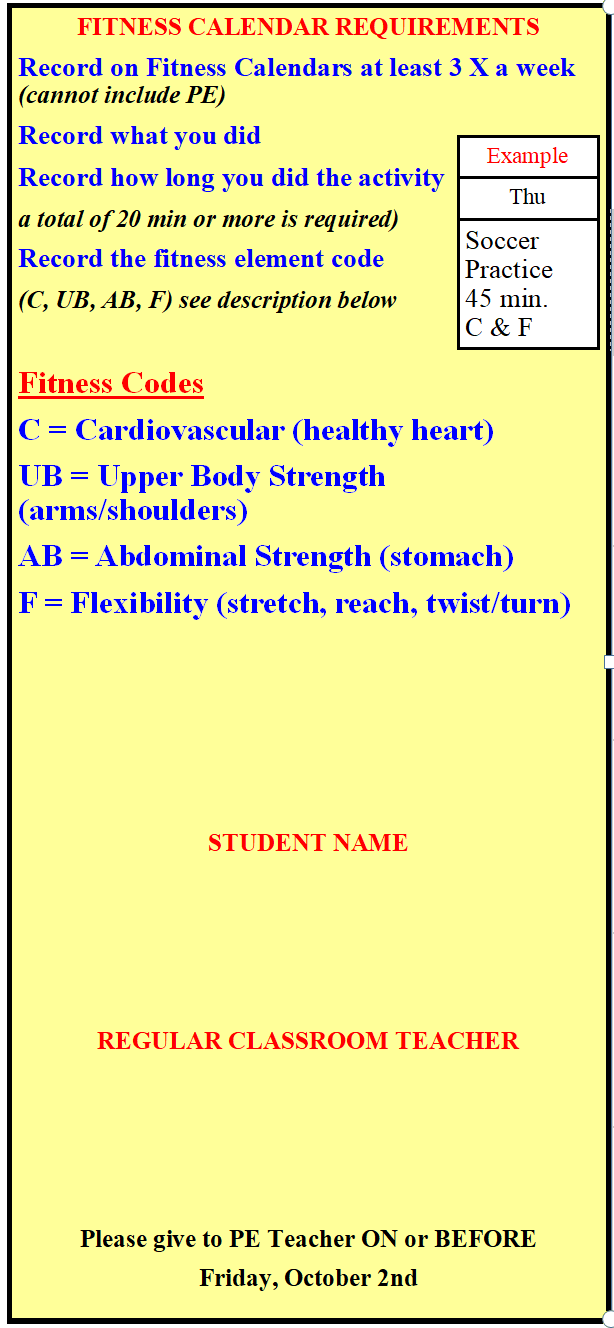 FITNESS CALENDAR REQUIREMENTS
Record on Fitness Calendars at least 3 X a week
(cannot include PE)
Record what you did
Record how long you did the activity
a total of 20 min or more is required)
Record the fitness element code
(C, UB, AB, F) see description below
Example
Thu
Soccer
Practice
45 min.
C & F
Fitness Codes
C = Cardiovascular (healthy heart)
UB = Upper Body Strength
(arms/shoulders)
AB = Abdominal Strength (stomach)
F = Flexibility (stretch, reach, twist/turn)
STUDENT NAME
REGULAR CLASSROOM TEACHER
Please give to PE Teacher ON or BEFORE
Friday, October 2nd